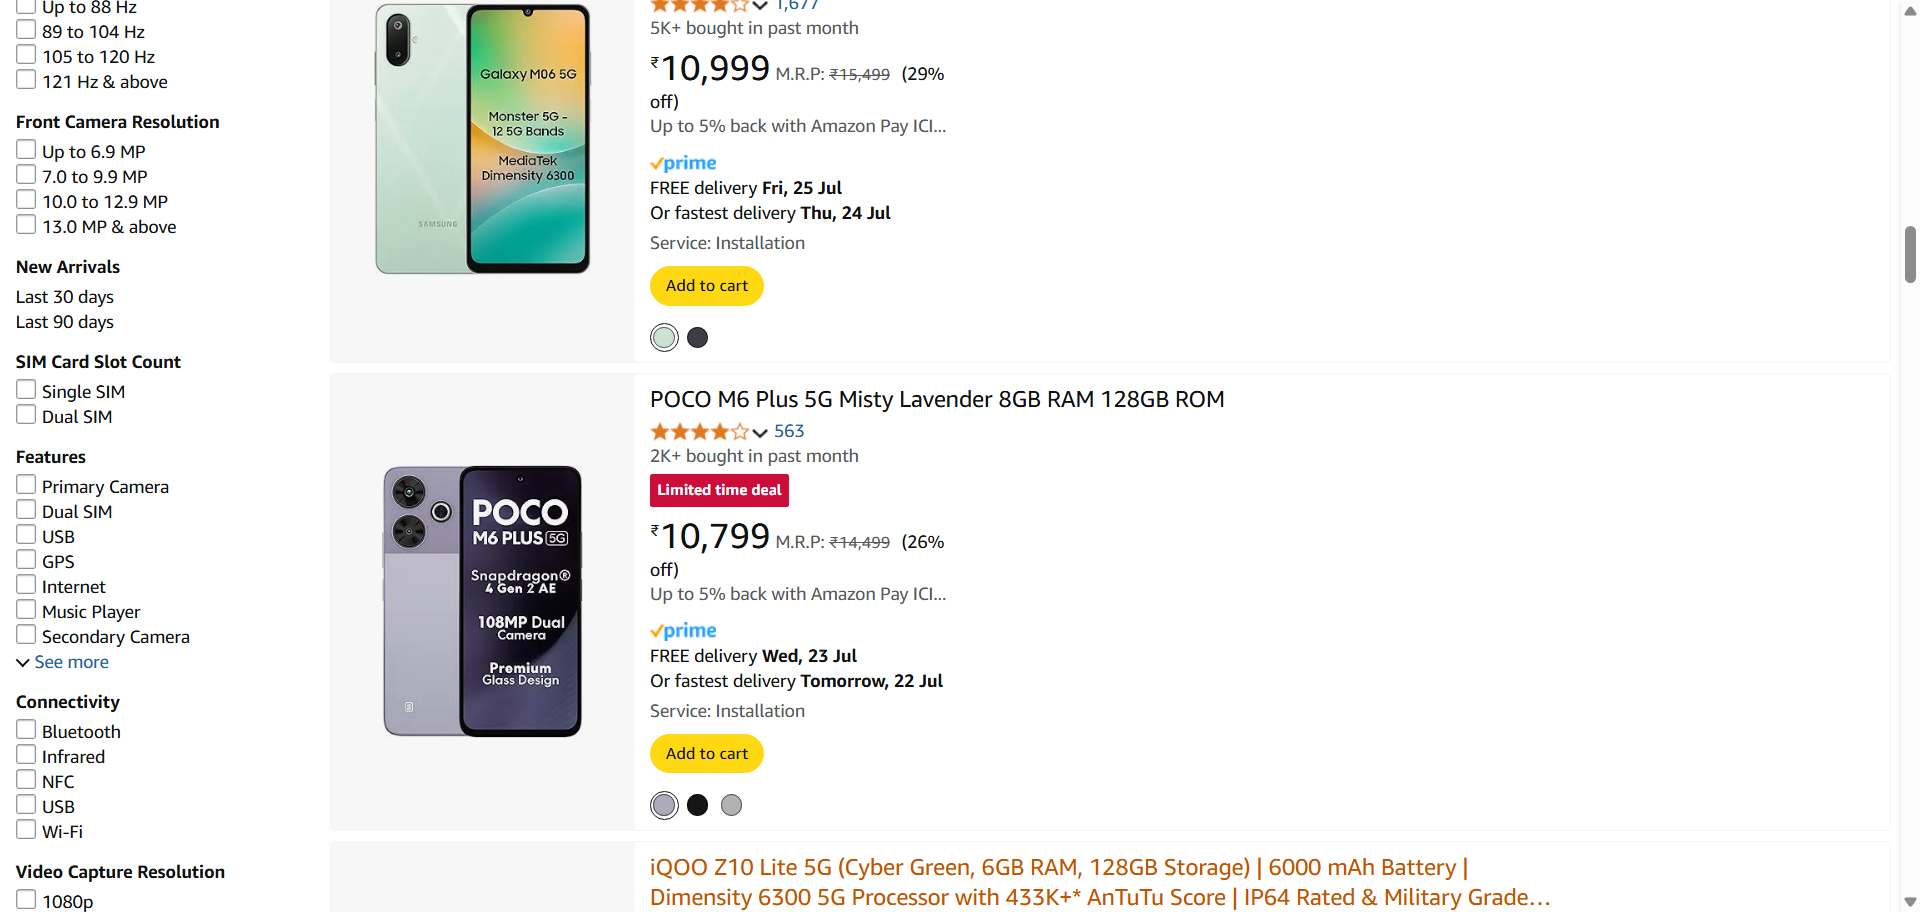 Up to 88 Hz
89 to 104 Hz
105 to 120 Hz
121 Hz & above
Front Camera Resolution
Up to 6.9 MP
7.0 to 9.9 MP
10.0 to 12.9 MP
13.0 MP & above
New Arrivals
Last 30 days
Last 90 days
SIM Card Slot Count
Single SIM
Dual SIM
Features
Primary Camera
Dual SIM
USB
GPS
Internet
Music Player
Secondary Camera
See more
Connectivity
Bluetooth
Infrared
NFC
USB
Wi-Fi
Video Capture Resolution
1080p
Galaxy M06 5G
Monster 5G -
12 5G Bands
MediaTek
Dimensity 6300
SAMSUNG
1,677
5K+ bought in past month
₹10,999 M.R.P: ₹15,499 (29%
off)
Up to 5% back with Amazon Pay ICI...
prime
FREE delivery Fri, 25 Jul
Or fastest delivery Thu, 24 Jul
Service: Installation
Add to cart
POCO
M6 PLUS 5G
Snapdragon®
4 Gen 2 AE
108MP Dual
Camera
Premium
Glass Design
POCO M6 Plus 5G Misty Lavender 8GB RAM 128GB ROM
563
2K+ bought in past month
Limited time deal
₹10,799 M.R.P: ₹14,499 (26%
off)
Up to 5% back with Amazon Pay ICI...
prime
FREE delivery Wed, 23 Jul
Or fastest delivery Tomorrow, 22 Jul
Service: Installation
Add to cart
iQOO Z10 Lite 5G (Cyber Green, 6GB RAM, 128GB Storage) | 6000 mAh Battery |
Dimensity 6300 5G Processor with 433K+* AnTuTu Score | IP64 Rated & Military Grade…